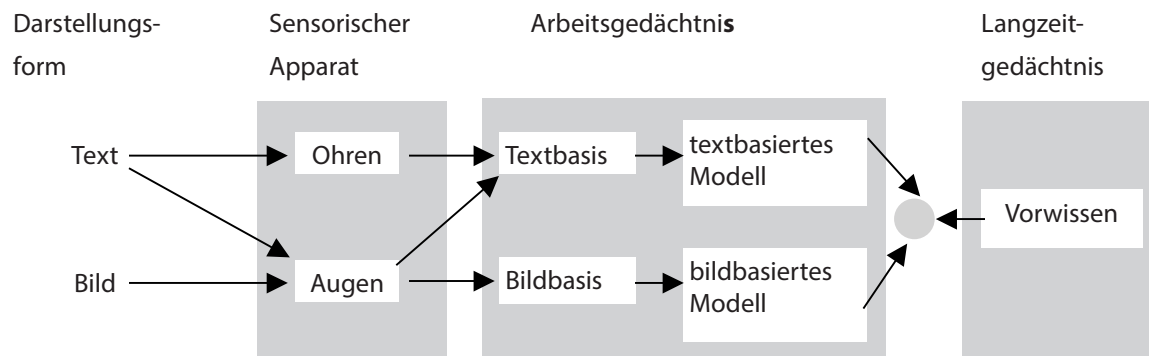 Darstellungs-
form
Sensorischer
Apparat
Arbeitsgedächtnis
Langzeit-
gedächtnis
Text
Ohren
Textbasis
textbasiertes
Modell
Vorwissen
Bild
Augen
Bildbasis
bildbasiertes
Modell